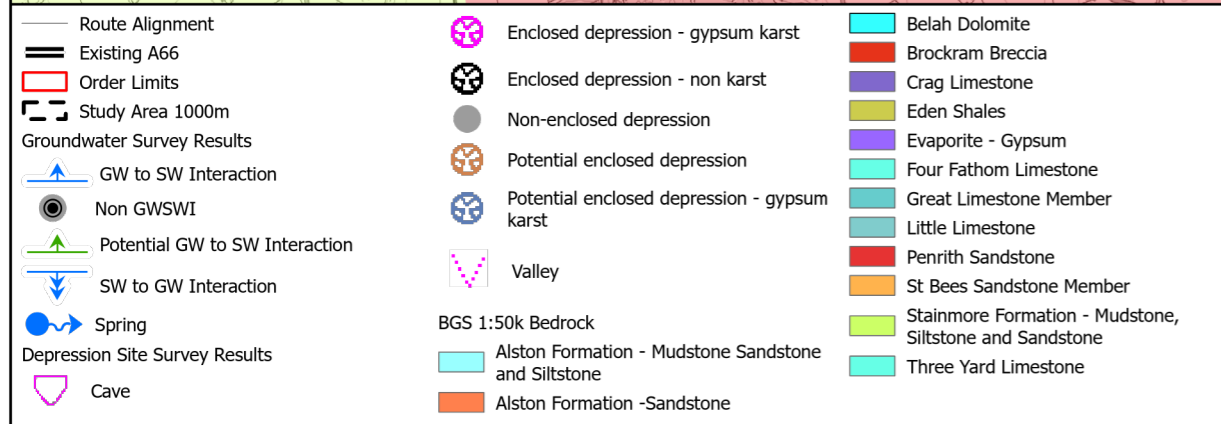 Route Alignment
Existing A66
Order Limits
Study Area 1000m
Groundwater Survey Results
GW to SW Interaction
Non GWSWI
Potential GW to SW Interaction
SW to GW Interaction
Spring
Depression Site Survey Results
Cave
Enclosed depression - gypsum karst
Enclosed depression - non karst
Non-enclosed depression
Potential enclosed depression
Potential enclosed depression - gypsum
karst
Valley
BGS 1:50k Bedrock
Alston Formation - Mudstone Sandstone
and Siltstone
Alston Formation -Sandstone
Belah Dolomite
Brockram Breccia
Crag Limestone
Eden Shales
Evaporite - Gypsum
Four Fathom Limestone
Great Limestone Member
Little Limestone
Penrith Sandstone
St Bees Sandstone Member
Stainmore Formation - Mudstone,
Siltstone and Sandstone
Three Yard Limestone